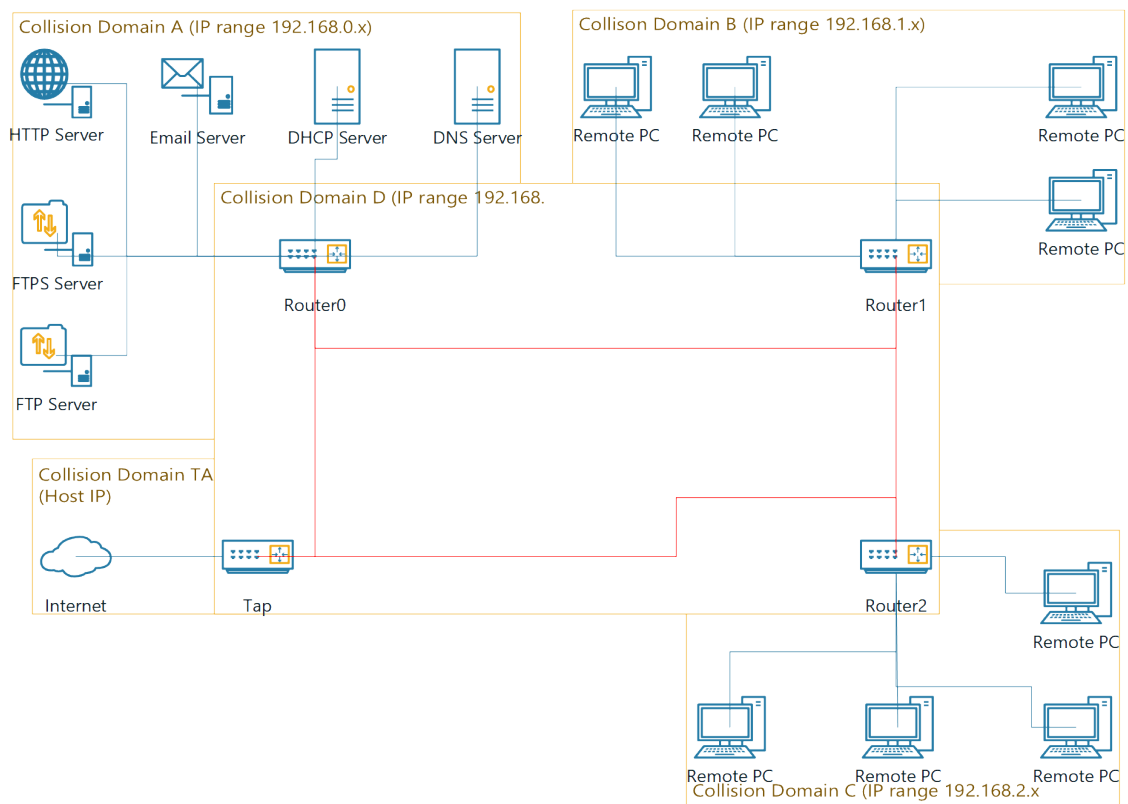 Collision Domain A (IP range 192.168.0.x)
Collison Domain B (IP range 192.168.1.x)
HTTP Server
Email Server
DHCP Server
DNS Server
Remote PC
Remote PC
Remote PC
Collision Domain D (IP range 192.168.
Remote PC
FTPS Server
Router0
Router1
FTP Server
Collision Domain TA
(Host IP)
Internet
Tap
Router2
Remote PC
Remote PC
Remote PC
Remote PC
Collision Domain C (IP range 192.168.2.x